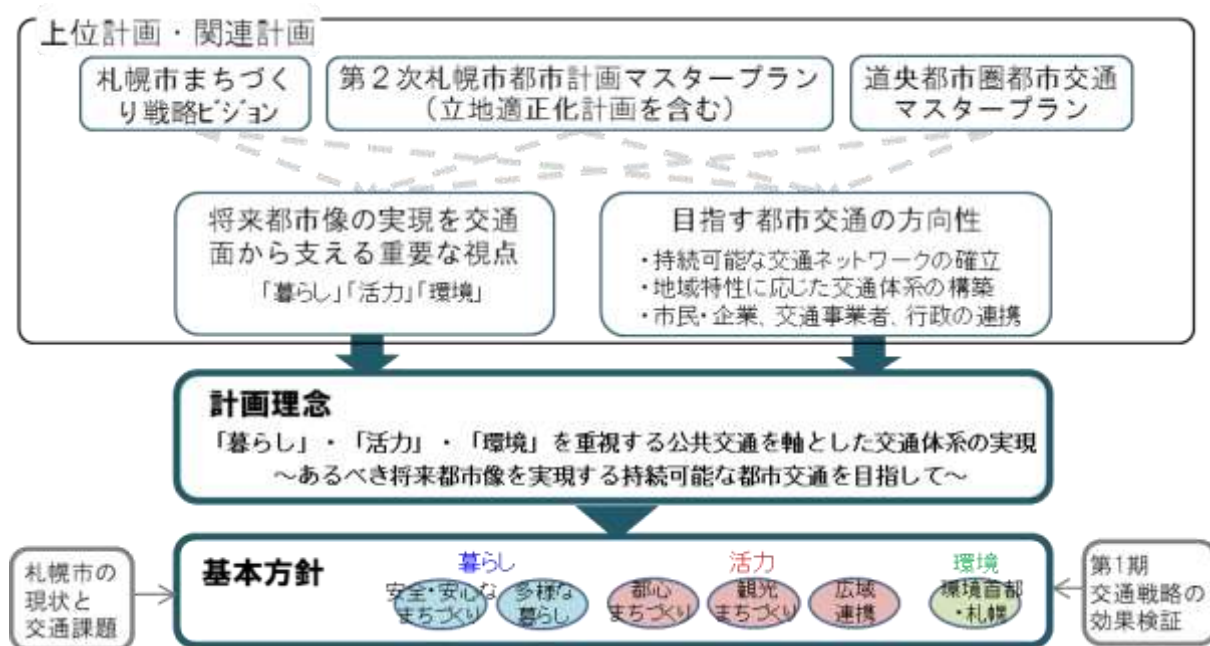 上位計画・関連計画
札幌市まちづく
り戦略ビジョン
第２次札幌市都市計画マスタープラン
（立地適正化計画を含む）
道央都市圏都市交通
マスタープラン
将来都市像の実現を交通
面から支える重要な視点
「暮らし」「活力」「環境」
目指す都市交通の方向性
・持続可能な交通ネットワークの確立
・地域特性に応じた交通体系の構築
・市民・企業、交通事業者、行政の連携
計画理念
「暮らし」・「活力」・「環境」を重視する公共交通を軸とした交通体系の実現
～あるべき将来都市像を実現する持続可能な都市交通を目指して～
札幌市の
現状と
交通課題
基本方針
暮らし
安全・安心な
まちづくり
多様な
暮らし
活力
都心
まちづくり
観光
まちづくり
広域
連携
環境
環境首都
・札幌
第1期
交通戦略の
効果検証